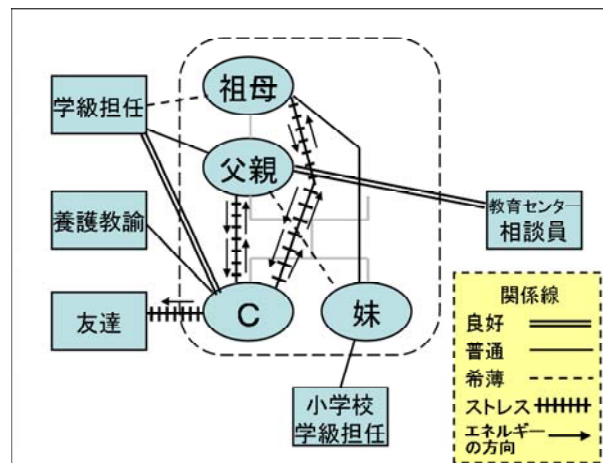 祖母
学級担任
父親
養護教諭
教育センター
相談員
友達
C
妹
小学校
学級担任
関係線
良好
普通
希薄
ストレス
エネルギー
の方向